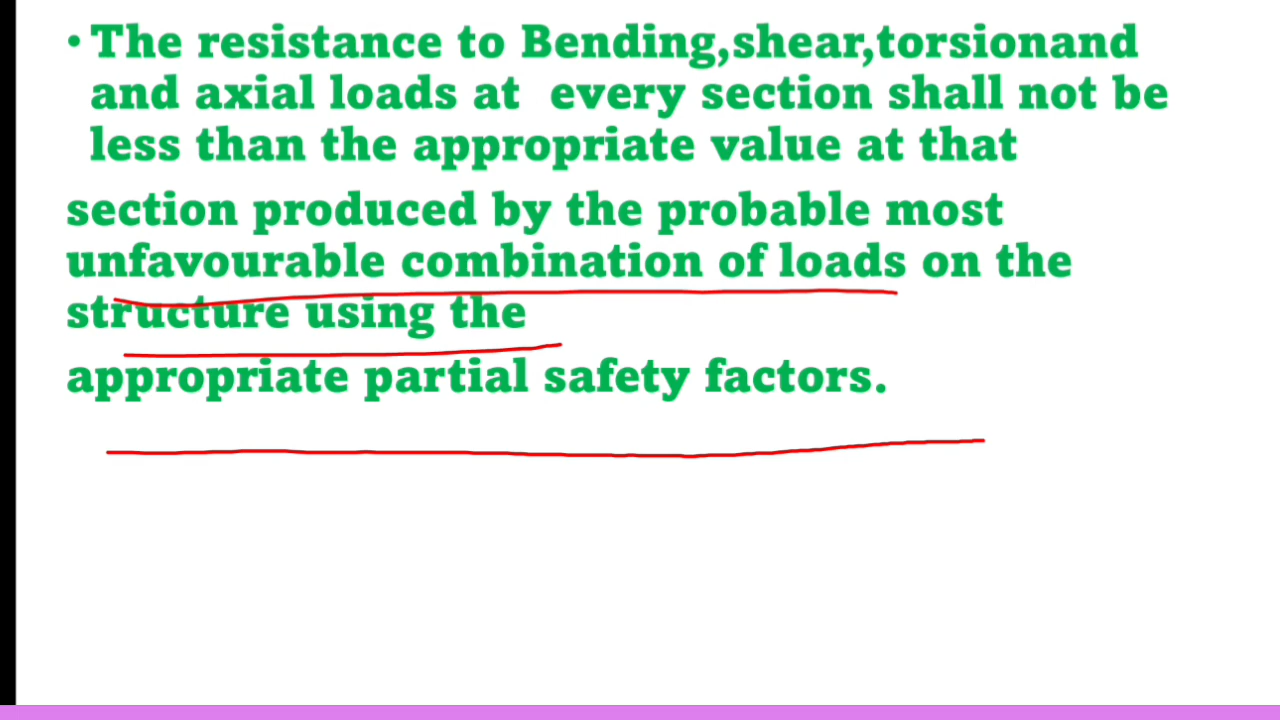 • The resistance to Bending,shear,torsionand
and axial loads at every section shall not be
less than the appropriate value at that
section produced by the probable most
unfavourable combination of loads on the
structure using the
appropriate partial safety factors.